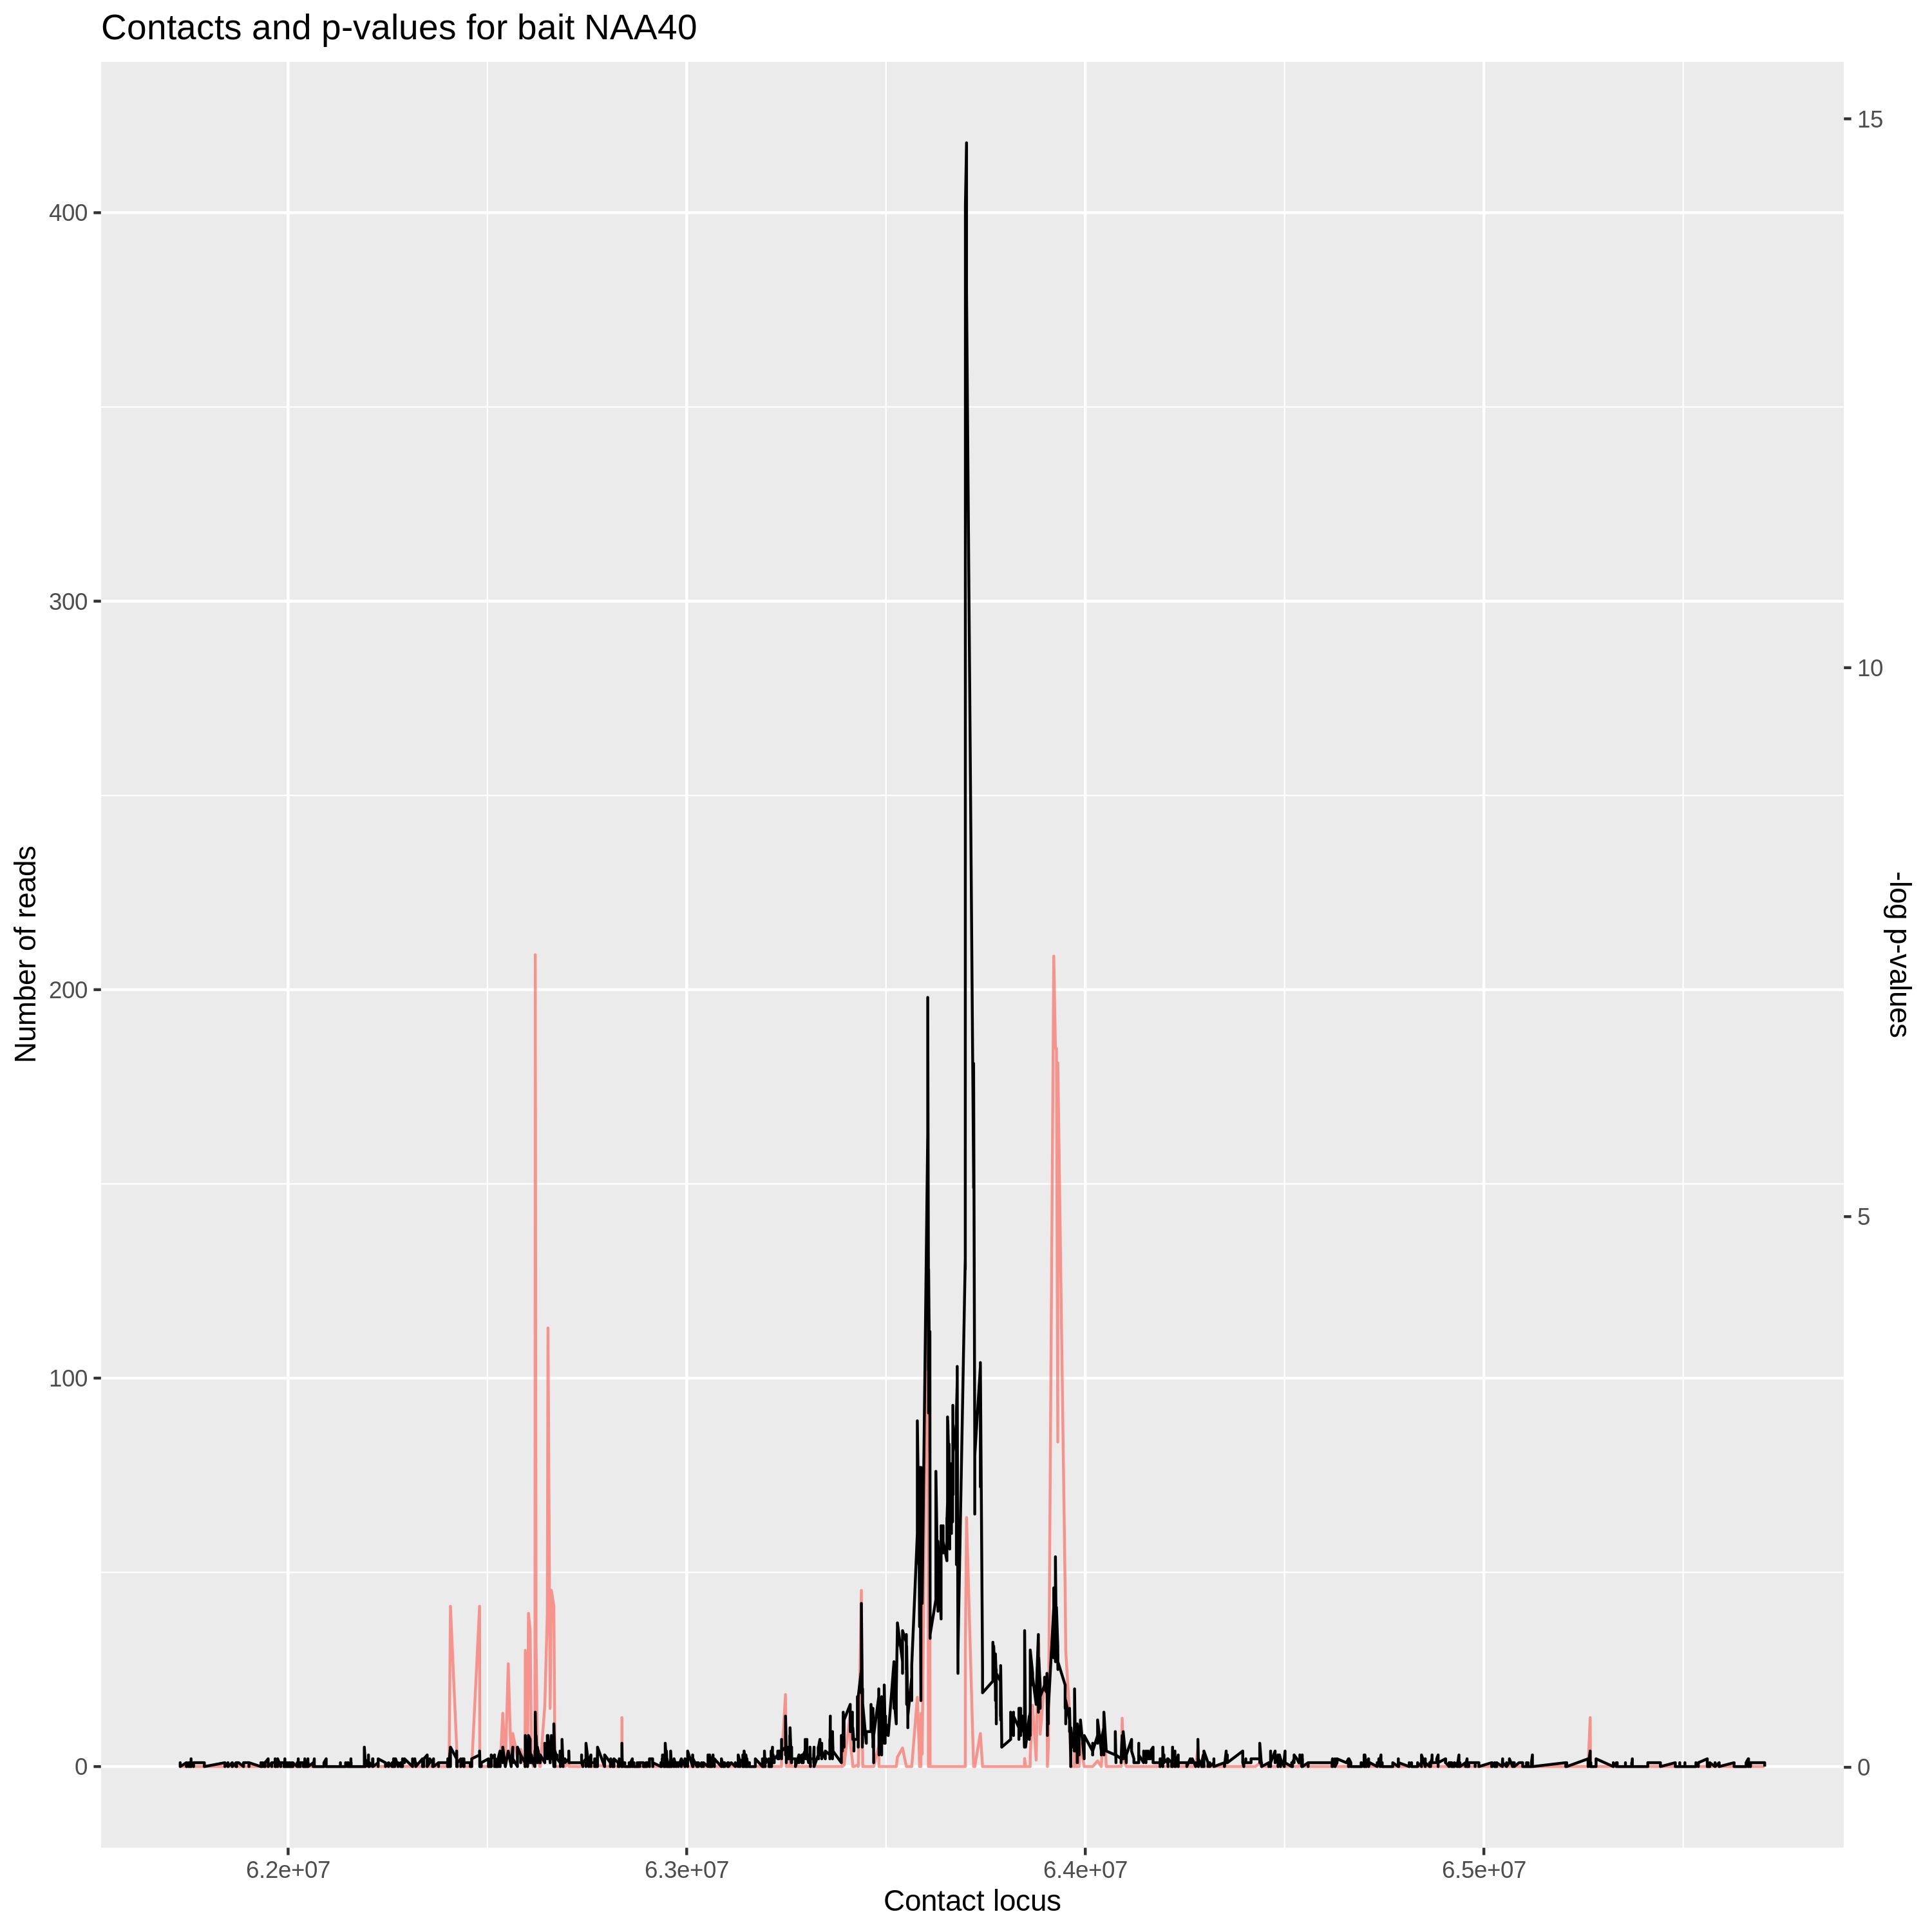 Contacts and p-values for bait NAA40
Number of reads
400
300
200
100
0
15
10
5
0
-log p-values
6.2e+07
6.3e+07
6.4e+07
6.5e+07
Contact locus